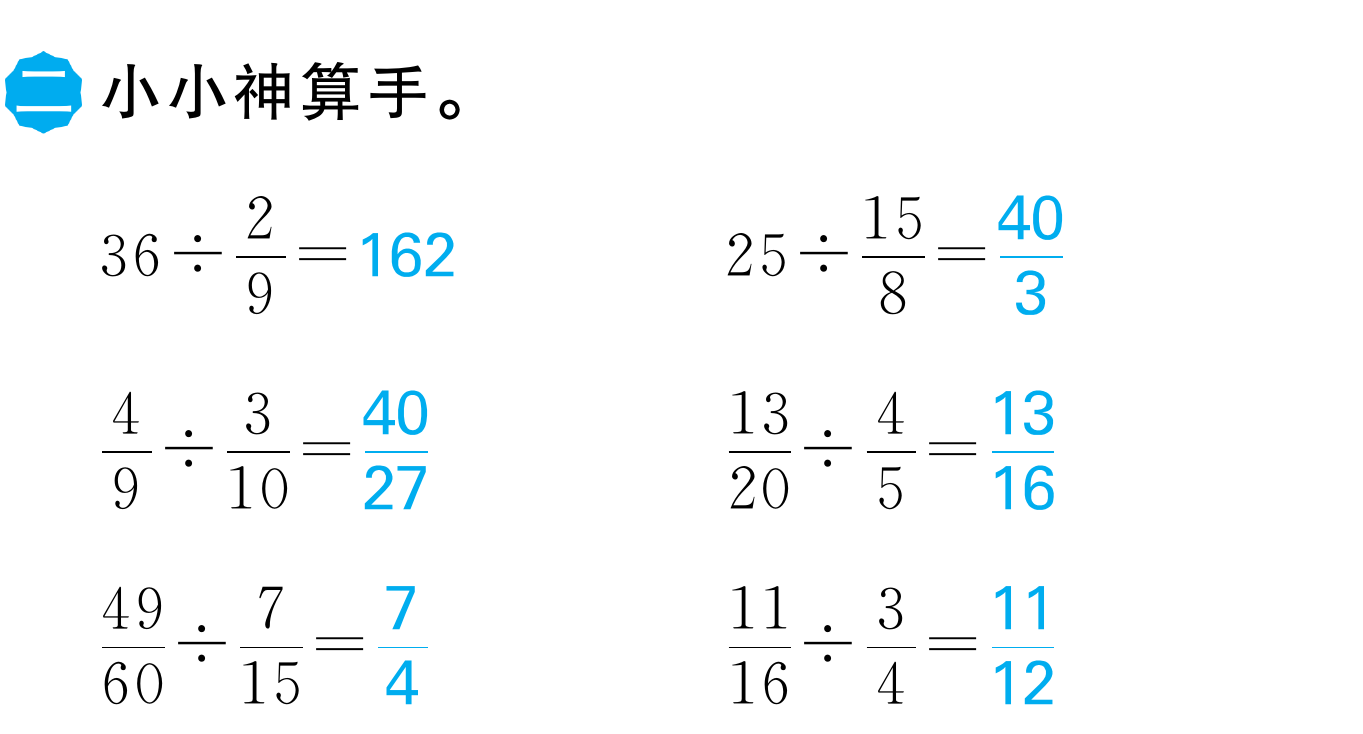 二 小小神算手。
36 ÷ 2/9 = 162 25 ÷ 15/8 = 40/3
4/9 ÷ 3/10 = 40/27 13/20 ÷ 4/5 = 13/16
49/60 ÷ 7/15 = 7/4 11/16 ÷ 3/4 = 11/12